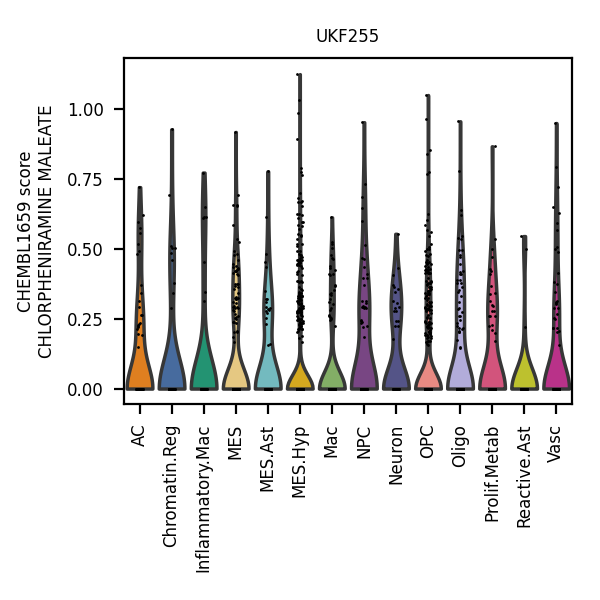 UKF255
CHEMBL1659 score
CHLORPHENIRAMINE MALEATE
1.00
0.75
0.50
0.25
0.00
AC
Chromatin.Reg
Inflammatory.Mac
MES
MES.Ast
MES.Hyp
Mac
NPC
Neuron
OPC
Oligo
Prolif.Metab
Reactive.Ast
Vasc